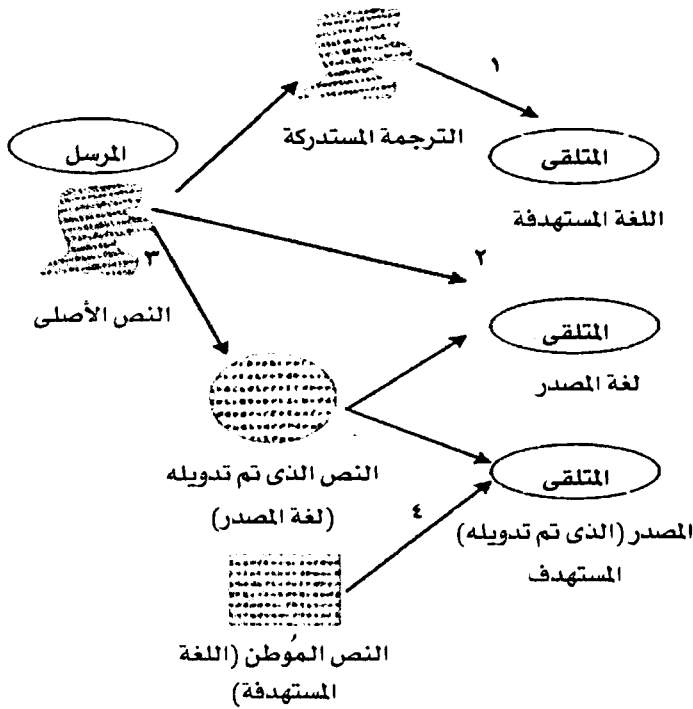 ١
الترجمة المستدركة
المرسل
المتلقى
اللغة المستهدفة
٢
٣
النص الأصلى
المتلقى
لغة المصدر
النص الذى تم تدويله
(لغة المصدر)
المتلقى
٤
المصدر (الذى تم تدويله)
المستهدف
النص المُوطن (اللغة
المستهدفة)